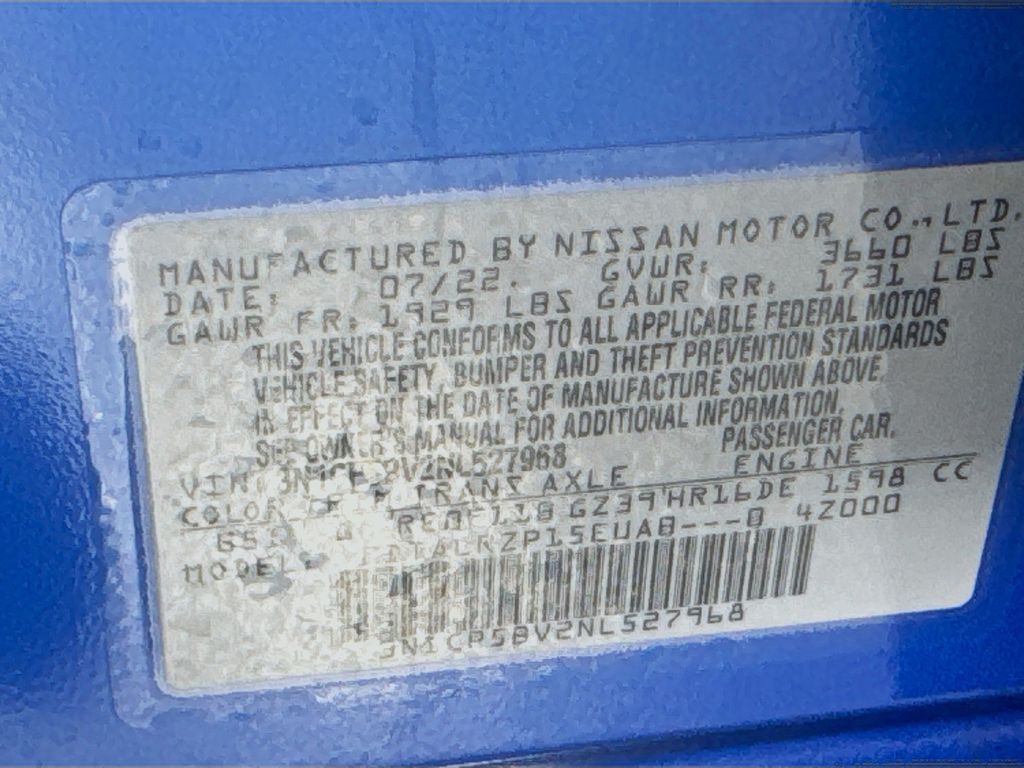 MANUFACTURED BY NISSAN MOTOR CO., LTD.
DATE: 07/22. GVWR: 3660 LBS
GAWR FR: 1929 LBS GAWR RR: 1731 LBS
THIS VEHICLE CONFORMS TO ALL APPLICABLE FEDERAL MOTOR
VEHICLE SAFETY, BUMPER AND THEFT PREVENTION STANDARDS
IN EFFECT ON THE DATE OF MANUFACTURE SHOWN ABOVE
SEE OWNER'S MANUAL FOR ADDITIONAL INFORMATION.
VIN: PASSENGER CAR.
COLOR TRANS AXLE ENGINE
GZ39 HR16DE 1598 CC
MODEL: 42000
3N1CP5BV2NL527968